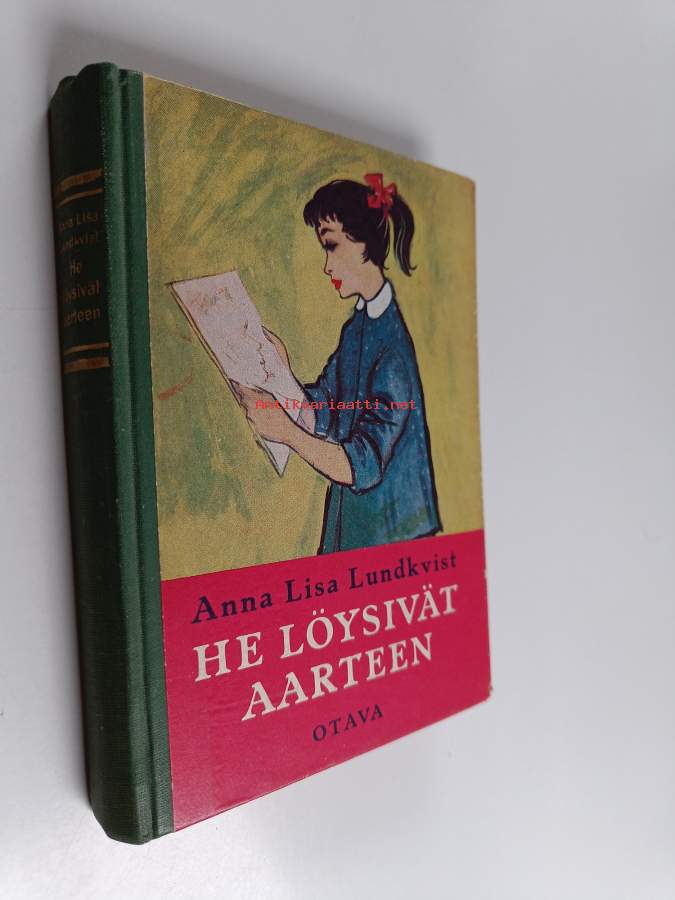 Anna Lisa
Lundkvist
He
löysivät
aarteen
Antikvariaatti.net
Anna Lisa Lundkvist
HE LÖYSIVÄT
AARTEEN
OTAVA